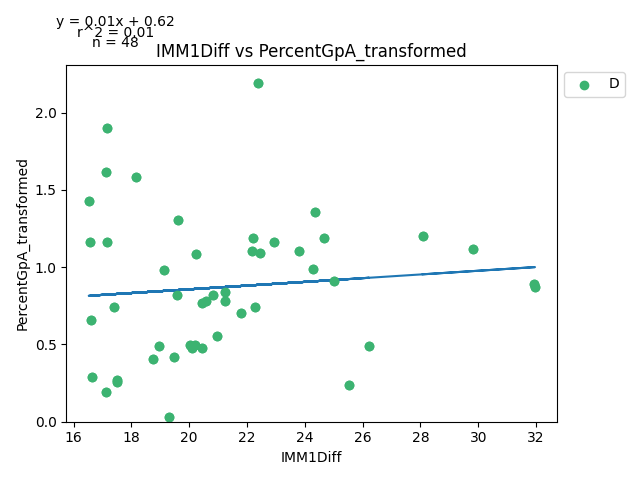 y = 0.01x + 0.62
r^2 = 0.01
n = 48
IMM1Diff vs PercentGpA_transformed
D
2.0
1.5
1.0
0.5
0.0
PercentGpA_transformed
16 18 20 22 24 26 28 30 32
IMM1Diff